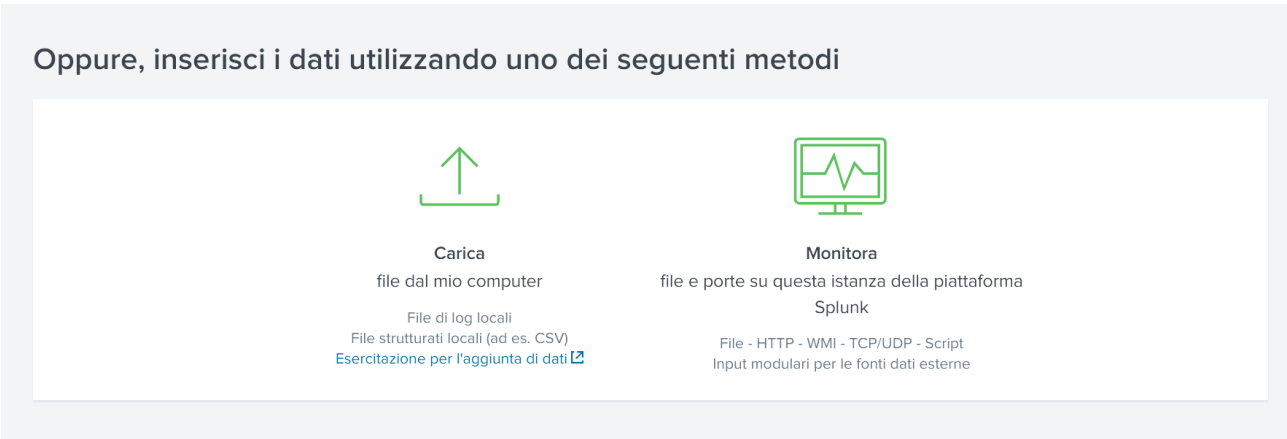 Oppure, inserisci i dati utilizzando uno dei seguenti metodi
Carica
file dal mio computer
File di log locali
File strutturati locali (ad es. CSV)
Esercitazione per l'aggiunta di dati
Monitora
file e porte su questa istanza della piattaforma
Splunk
File - HTTP - WMI - TCP/UDP - Script
Input modulari per le fonti dati esterne